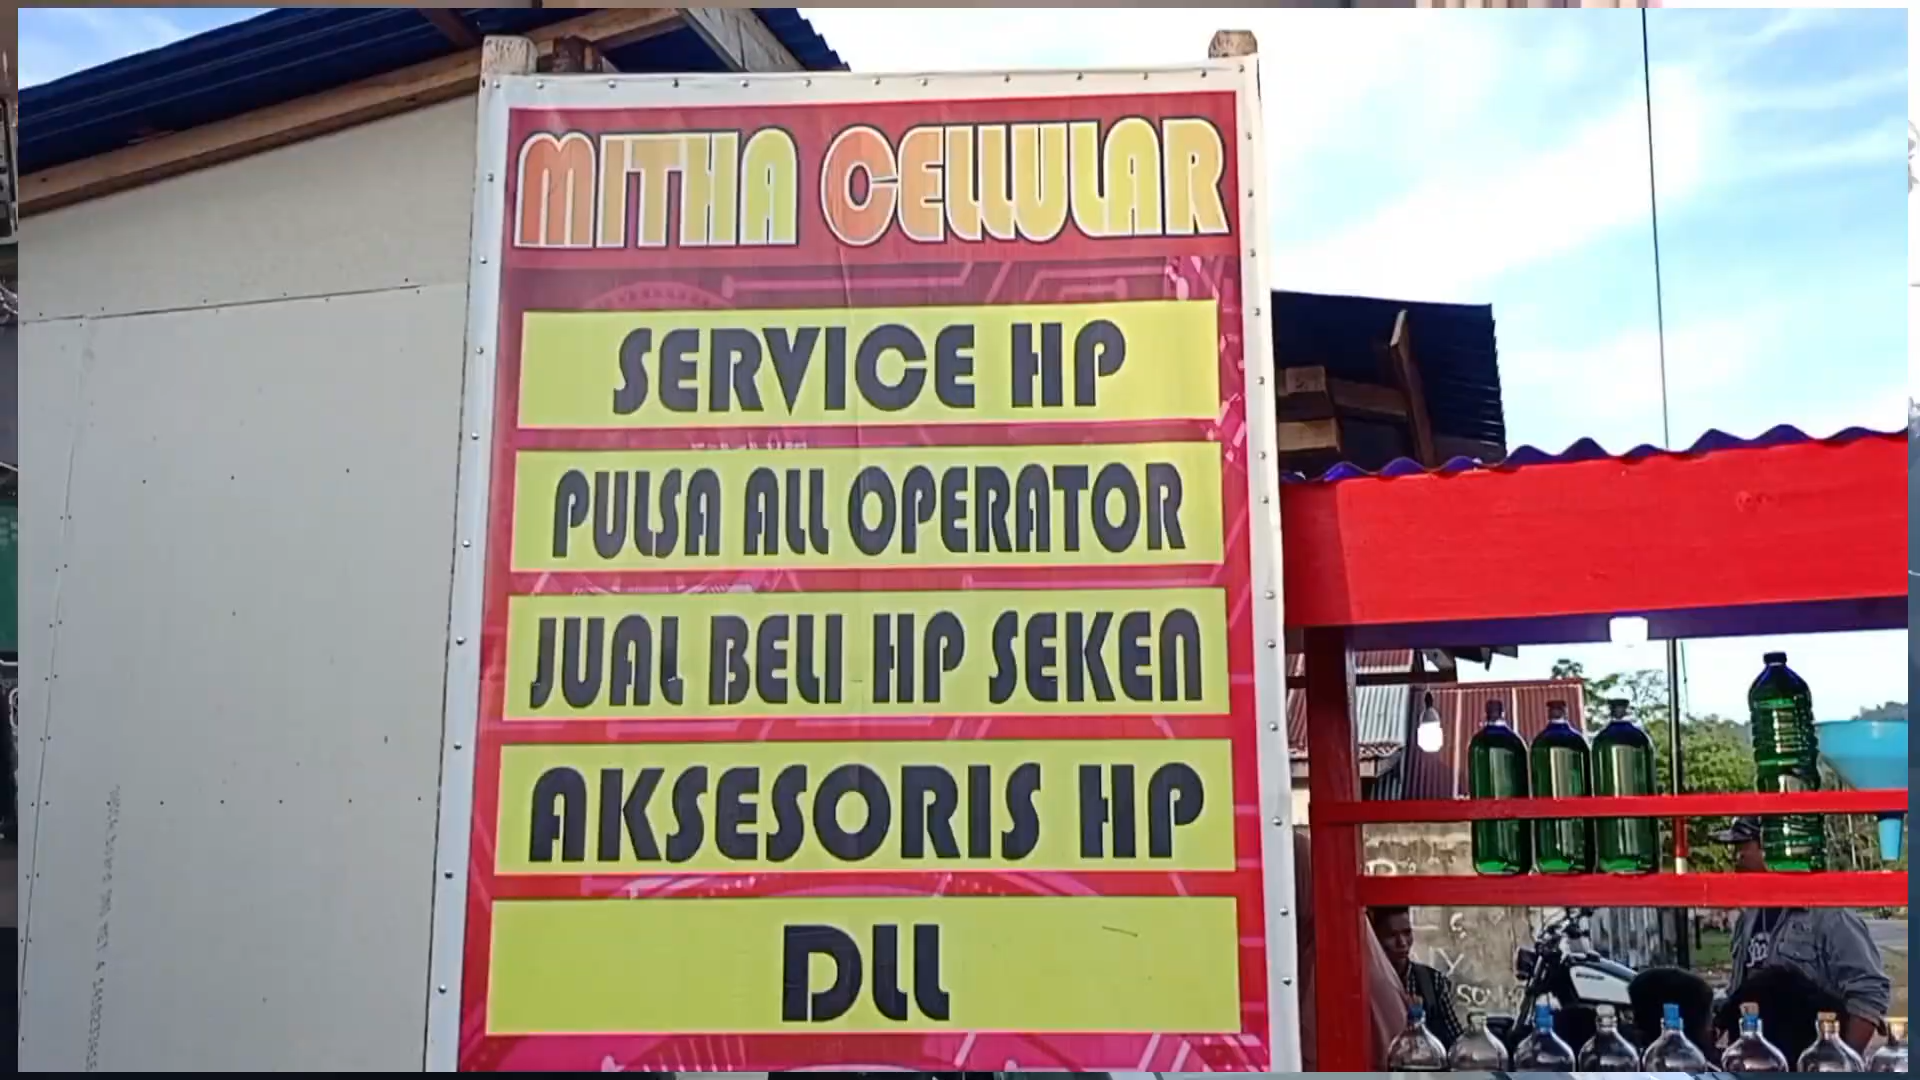 MITHA CELLULAR
SERVICE HP
PULSA ALL OPERATOR
JUAL BELI HP SEKEN
AKSESORIS HP
DLL